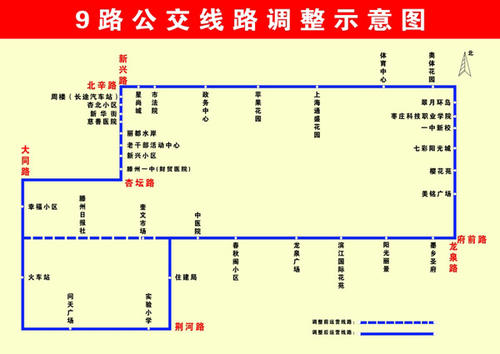 9路公交线路调整示意图
北
新兴路
北辛路
周楼（长途汽车站）
杏北小区
新华街
慈善医院
星尚城
市法院
政务中心
苹果花园
上海通盛花园
体育中心
奥体花园
翠月环岛
枣庄科技职业学院
一中新校
七彩阳光城
樱花苑
美铭广场
丽都水岸
老干部活动中心
新兴小区
滕州一中(财贸医院)
大同路
杏坛路
幸福小区
滕州日报社
奎文市场
中医院
府前路
龙泉路
春秋阁小区
龙泉广场
滨江国际花苑
阳光丽景
墨乡圣府
火车站
住建局
问天广场
实验小学
荆河路
调整前运营线路：
调整后运营线路：